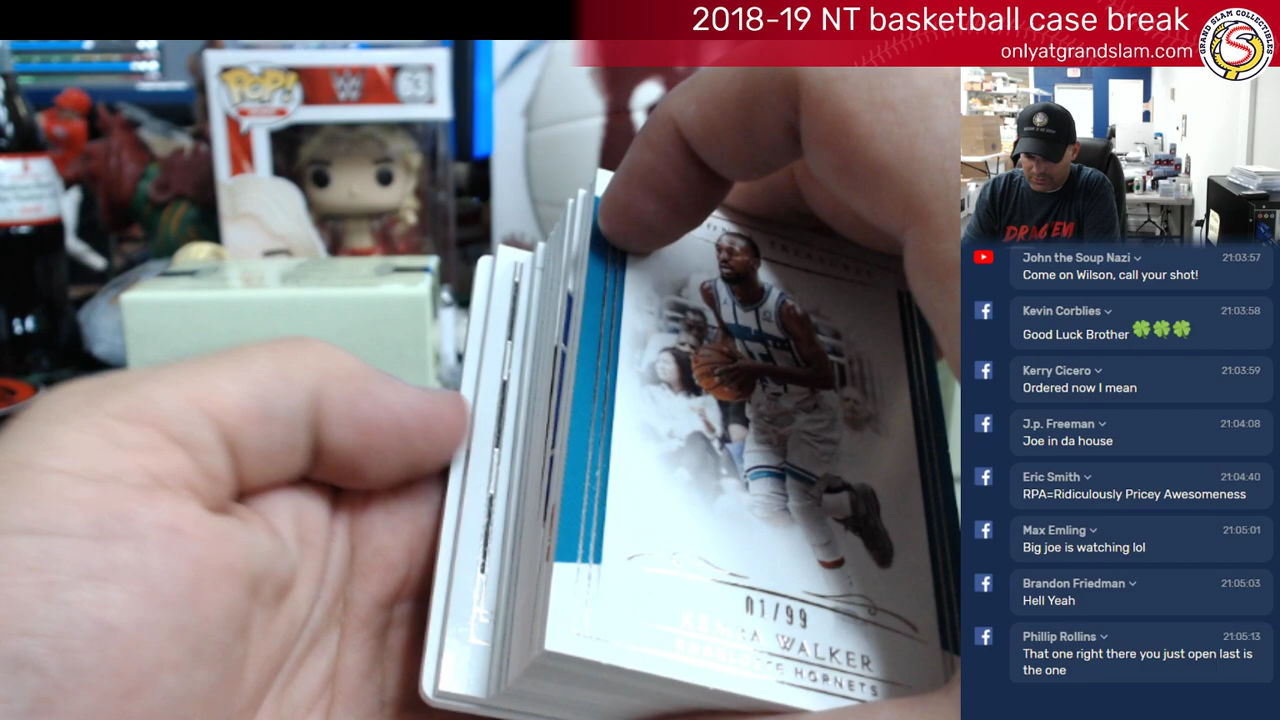 2018-19 NT basketball case break
onlyatgrandslam.com
GRAND SLAM COLLECTIBLES
POP!
W
63
TREASURES
01/99
KEMBA WALKER
CHARLOTTE HORNETS
DRAG EVI
John the Soup Nazi 21:03:57
Come on Wilson, call your shot!
Kevin Corblies 21:03:58
Good Luck Brother 🍀🍀🍀
Kerry Cicero 21:03:59
Ordered now I mean
J.p. Freeman 21:04:08
Joe in da house
Eric Smith 21:04:40
RPA=Ridiculously Pricey Awesomeness
Max Emling 21:05:01
Big joe is watching lol
Brandon Friedman 21:05:03
Hell Yeah
Phillip Rollins 21:05:13
That one right there you just open last is
the one